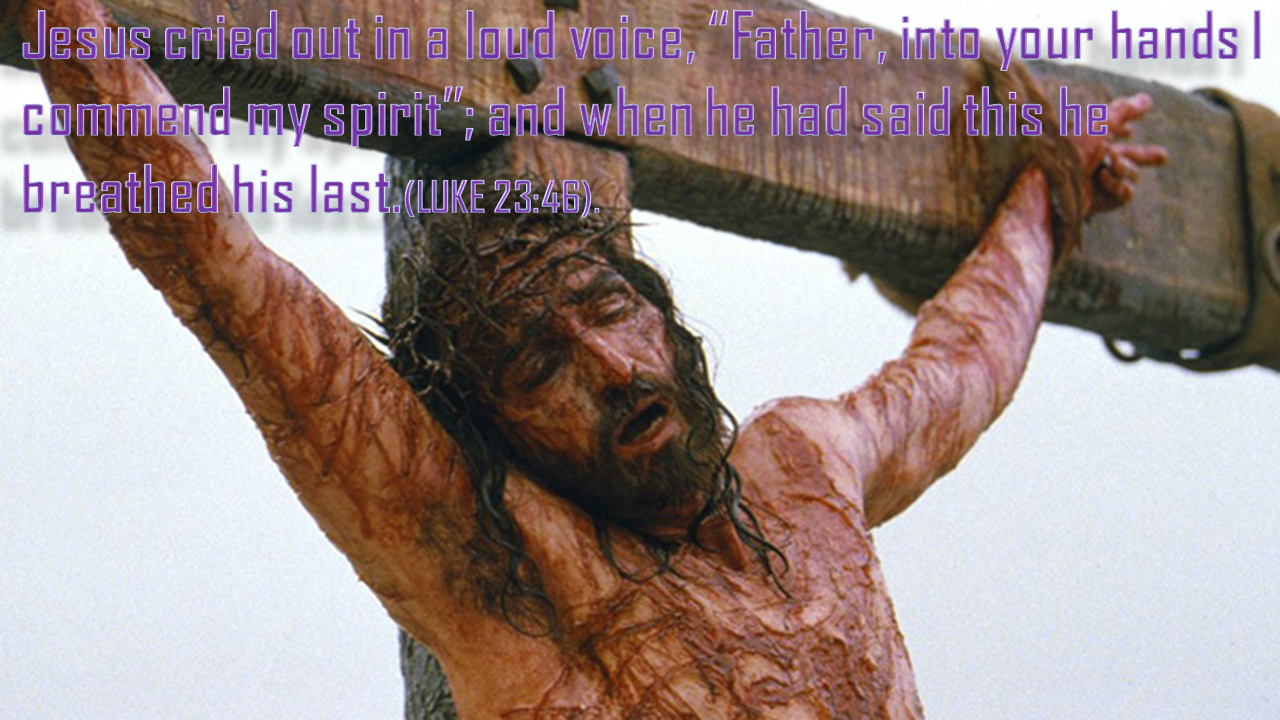 Jesus cried out in a loud voice, “Father, into your hands I
commend my spirit”; and when he had said this he
breathed his last.(LUKE 23:46).